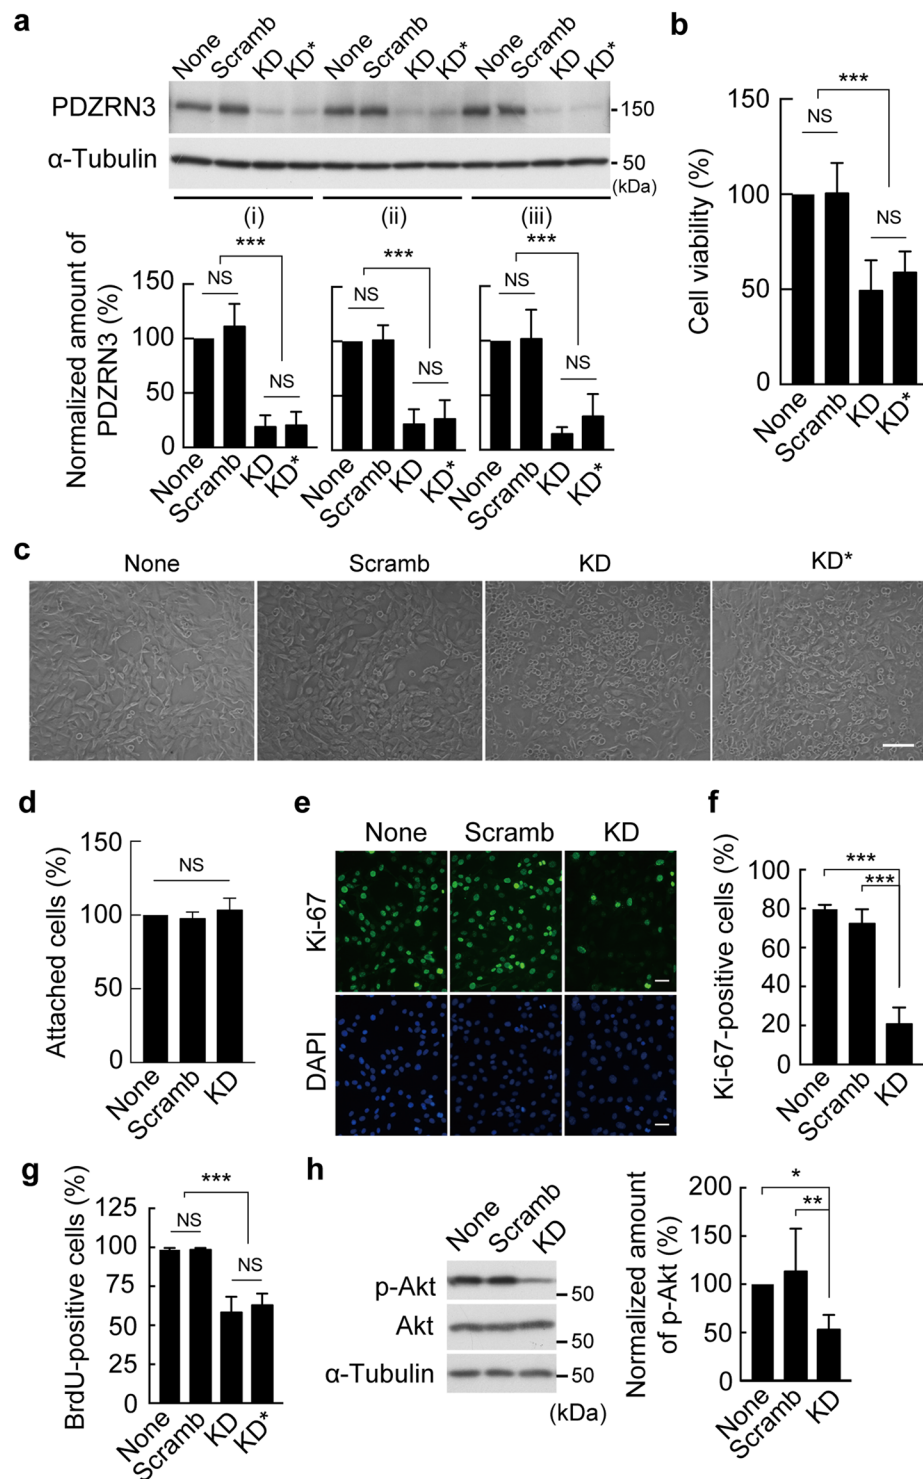 a
None Scramb KD KD* None Scramb KD KD* None Scramb KD KD*
PDZRN3
-150
α-Tubulin
- 50
(kDa)
(i) (ii) (iii)
Normalized amount of
PDZRN3 (%)
150
100
50
0
*** NS NS
*** NS NS
*** NS NS
None Scramb KD KD*
None Scramb KD KD*
None Scramb KD KD*
b
Cell viability (%)
150
100
50
0
***
NS
NS
None Scramb KD KD*
c
None Scramb KD KD*
d
Attached cells (%)
150
100
50
0
NS
None Scramb KD
e
None Scramb KD
Ki-67
DAPI
f
Ki-67-positive cells (%)
100
80
60
40
20
0
***
***
None Scramb KD
g
BrdU-positive cells (%)
125
100
75
50
25
0
***
NS
NS
None Scramb KD KD*
h
None Scramb KD
p-Akt
50
Akt
50
α-Tubulin
50
(kDa)
Normalized amount
of p-Akt (%)
200
150
100
50
0
*
**
None Scramb KD